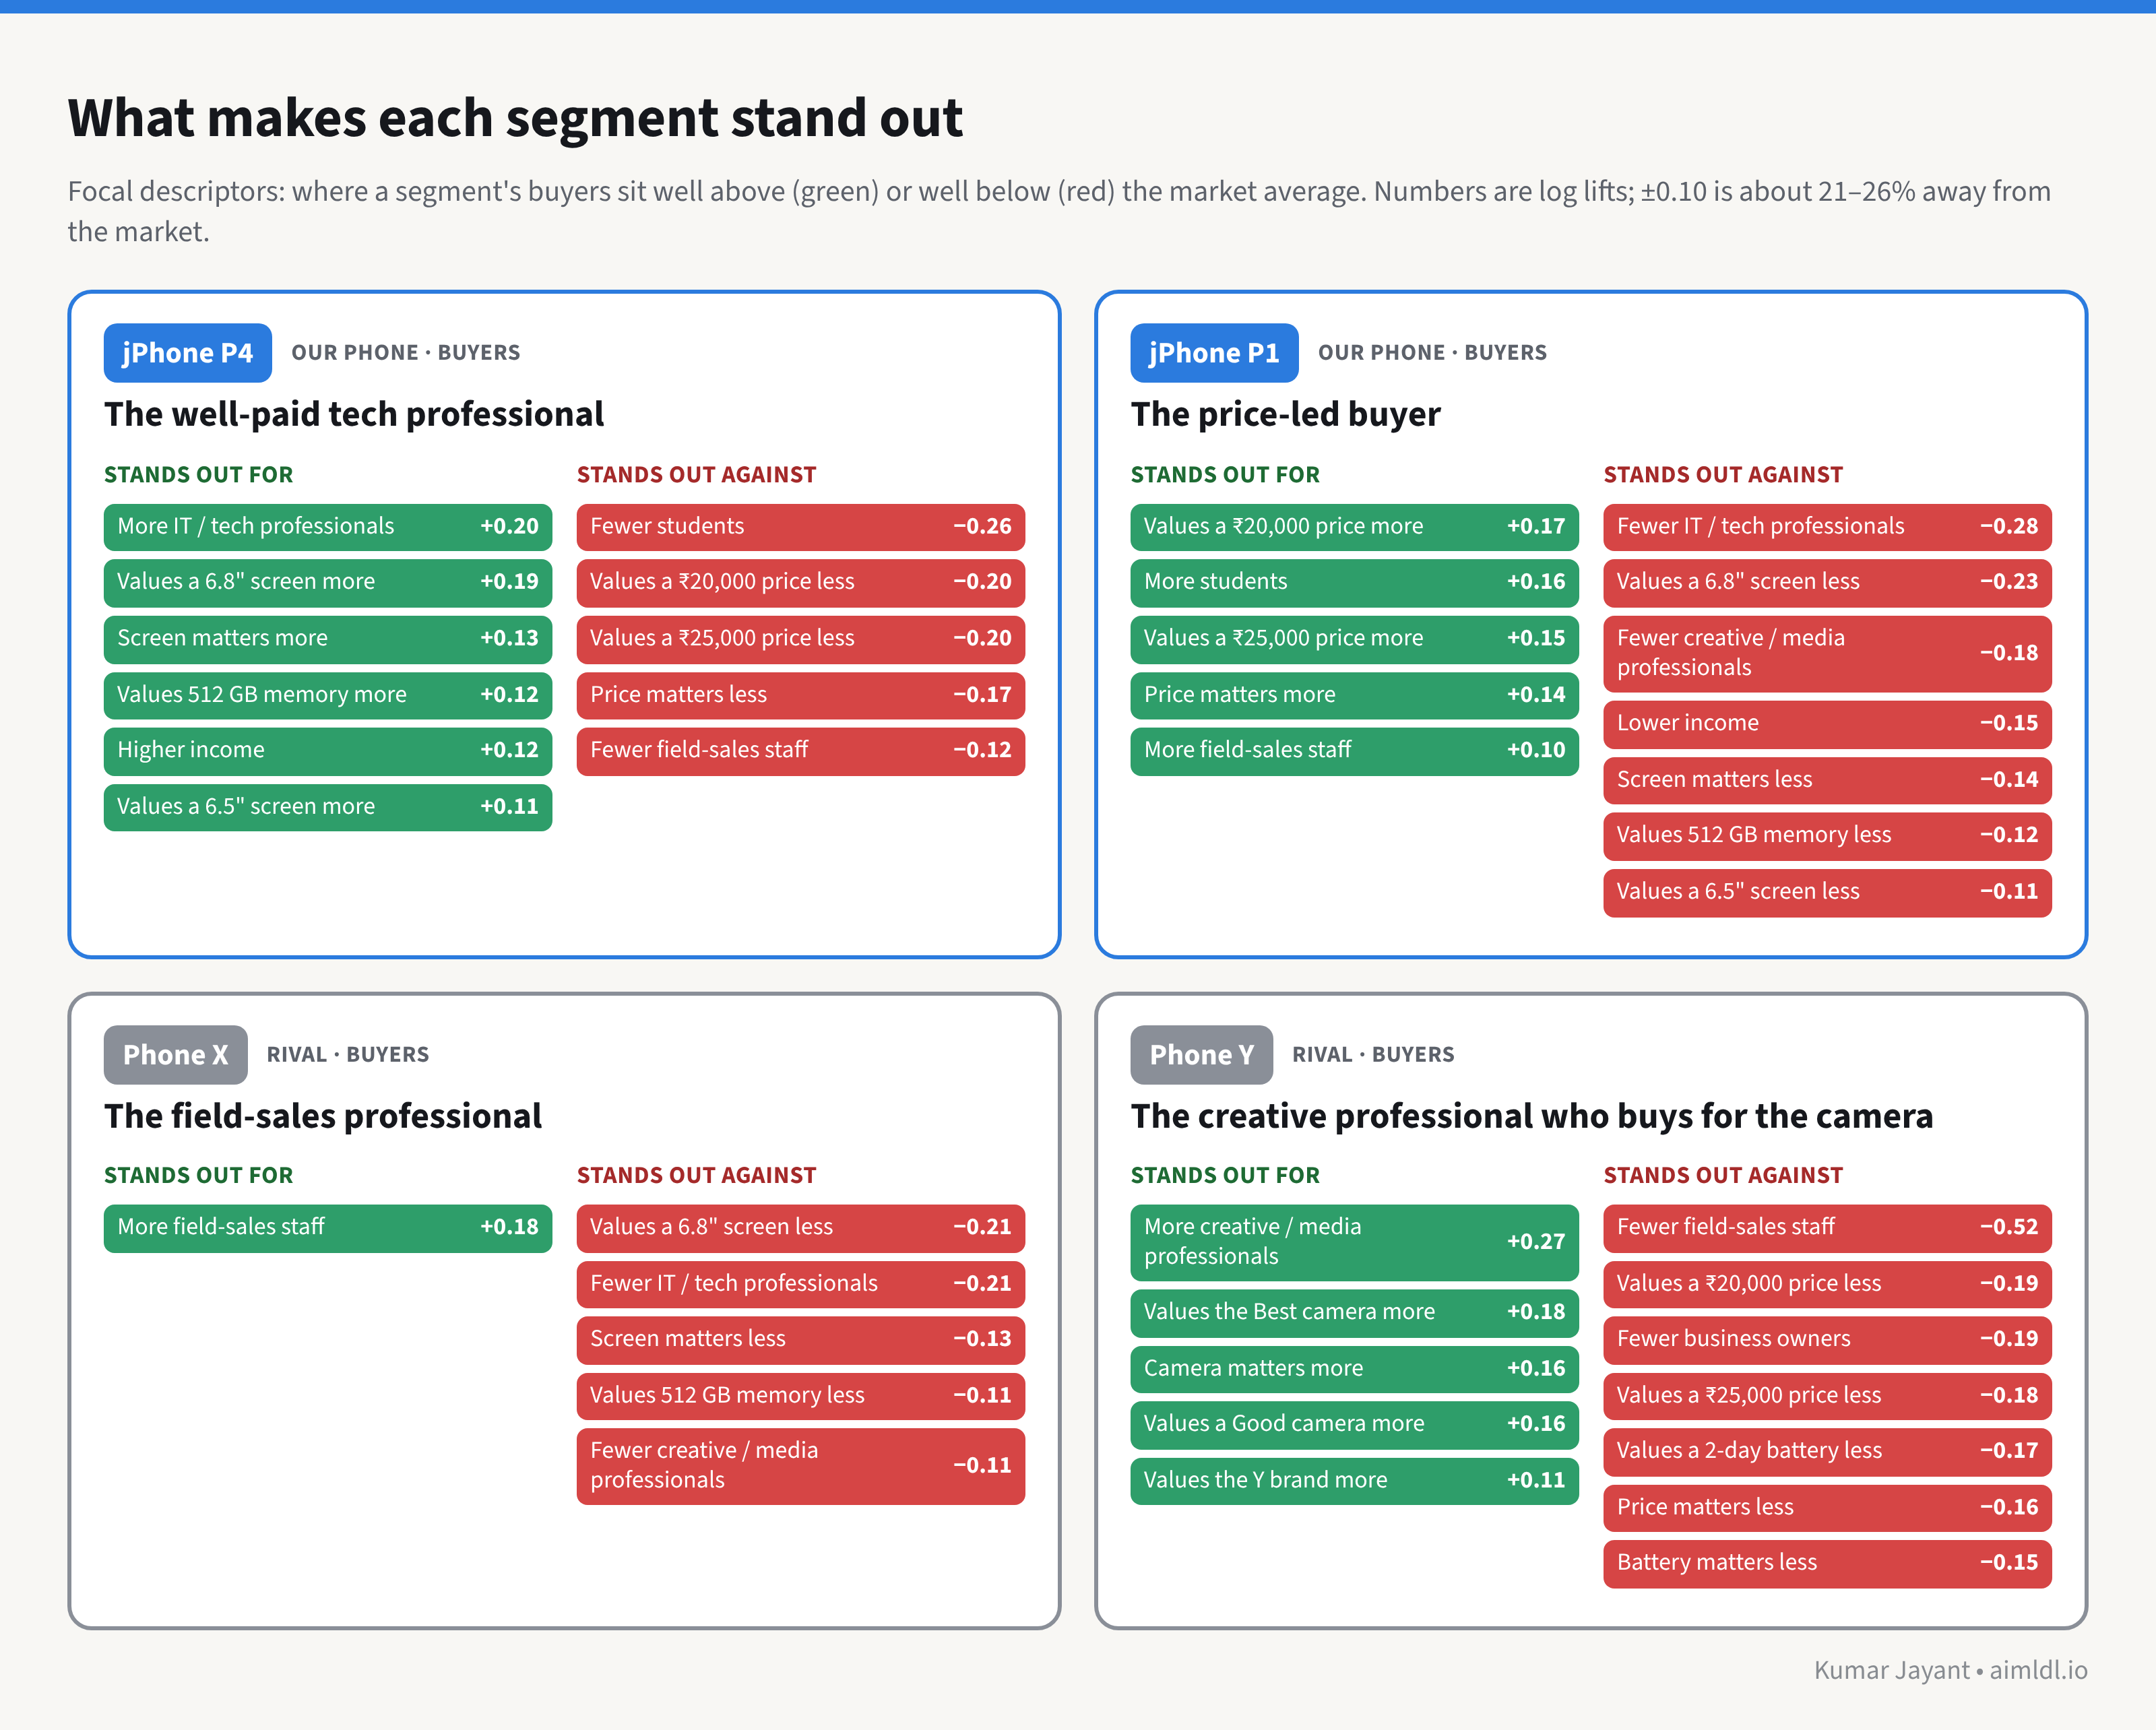 What makes each segment stand out
Focal descriptors: where a segment's buyers sit well above (green) or well below (red) the market average. Numbers are log lifts; ±0.10 is about 21–26% away from
the market.
jPhone P4
OUR PHONE · BUYERS
The well-paid tech professional
STANDS OUT FOR
More IT / tech professionals +0.20
Values a 6.8" screen more +0.19
Screen matters more +0.13
Values 512 GB memory more +0.12
Higher income +0.12
Values a 6.5" screen more +0.11
STANDS OUT AGAINST
Fewer students −0.26
Values a ₹20,000 price less −0.20
Values a ₹25,000 price less −0.20
Price matters less −0.17
Fewer field-sales staff −0.12
jPhone P1
OUR PHONE · BUYERS
The price-led buyer
STANDS OUT FOR
Values a ₹20,000 price more +0.17
More students +0.16
Values a ₹25,000 price more +0.15
Price matters more +0.14
More field-sales staff +0.10
STANDS OUT AGAINST
Fewer IT / tech professionals −0.28
Values a 6.8" screen less −0.23
Fewer creative / media
professionals −0.18
Lower income −0.15
Screen matters less −0.14
Values 512 GB memory less −0.12
Values a 6.5" screen less −0.11
Phone X
RIVAL · BUYERS
The field-sales professional
STANDS OUT FOR
More field-sales staff +0.18
STANDS OUT AGAINST
Values a 6.8" screen less −0.21
Fewer IT / tech professionals −0.21
Screen matters less −0.13
Values 512 GB memory less −0.11
Fewer creative / media
professionals −0.11
Phone Y
RIVAL · BUYERS
The creative professional who buys for the camera
STANDS OUT FOR
More creative / media
professionals +0.27
Values the Best camera more +0.18
Camera matters more +0.16
Values a Good camera more +0.16
Values the Y brand more +0.11
STANDS OUT AGAINST
Fewer field-sales staff −0.52
Values a ₹20,000 price less −0.19
Fewer business owners −0.19
Values a ₹25,000 price less −0.18
Values a 2-day battery less −0.17
Price matters less −0.16
Battery matters less −0.15
Kumar Jayant • aimldl.io